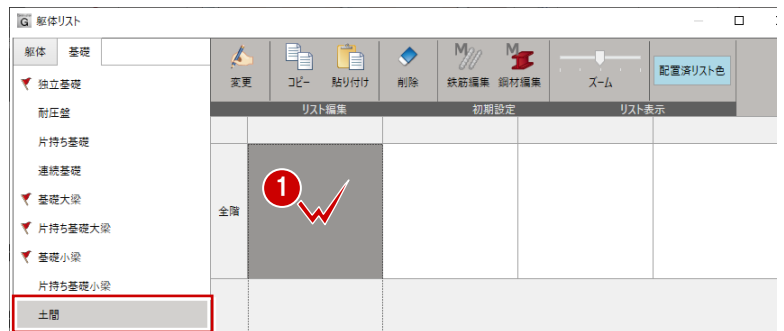 G 躯体リスト
躯体 基礎
変更 コピー 貼り付け 削除 鉄筋編集 鋼材編集 ズーム 配置済リスト色
リスト編集 初期設定 リスト表示
独立基礎
耐圧盤
片持ち基礎
連続基礎
基礎大梁
片持ち基礎大梁
基礎小梁
片持ち基礎小梁
土間
全階
1